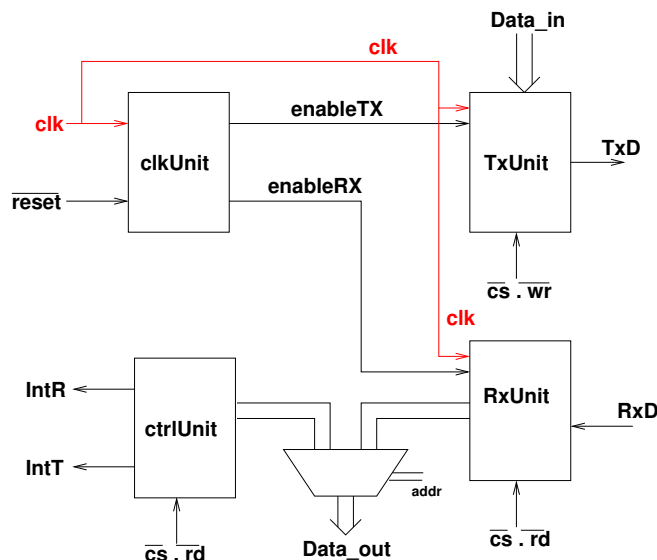 Data_in
clk
enableTX
clk
clkUnit
TxUnit
TxD
enableRX
reset
cs . wr
clk
IntR
RxUnit
ctrlUnit
RxD
IntT
addr
cs . rd
Data_out
cs . rd